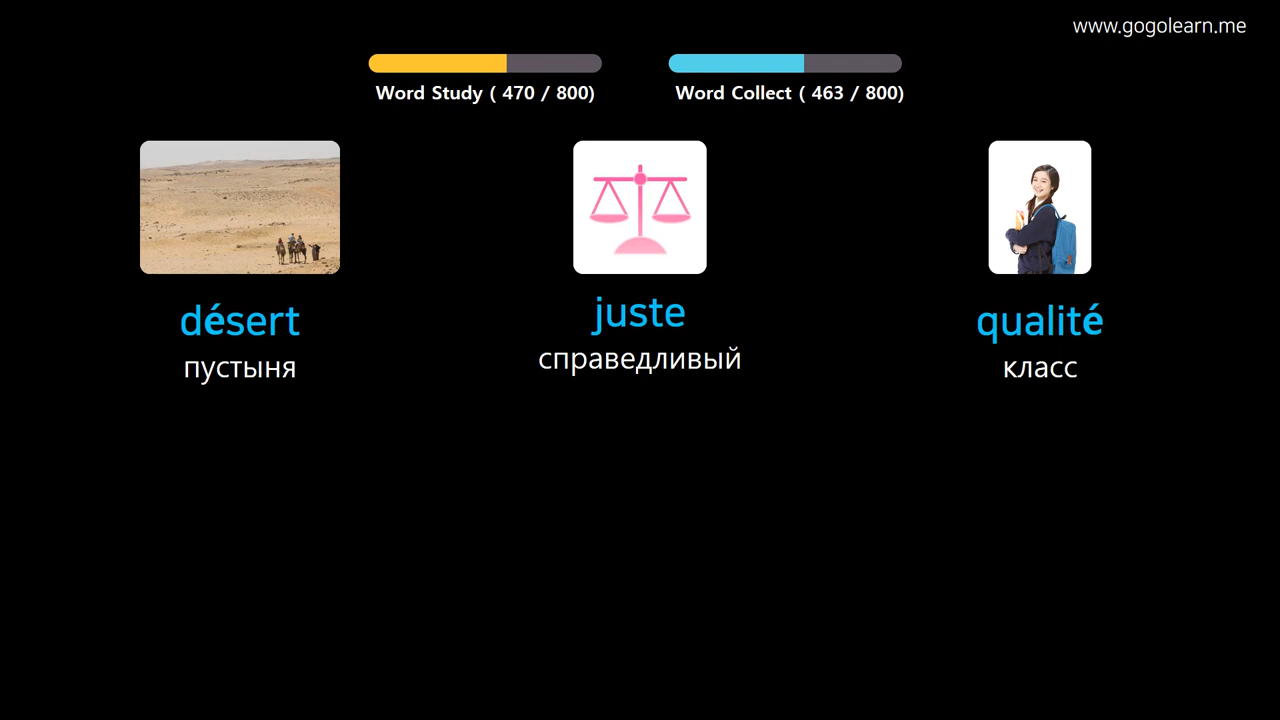 www.gogolearn.me
Word Study ( 470 / 800)
Word Collect ( 463 / 800)
désert
пустыня
juste
справедливый
qualité
класс